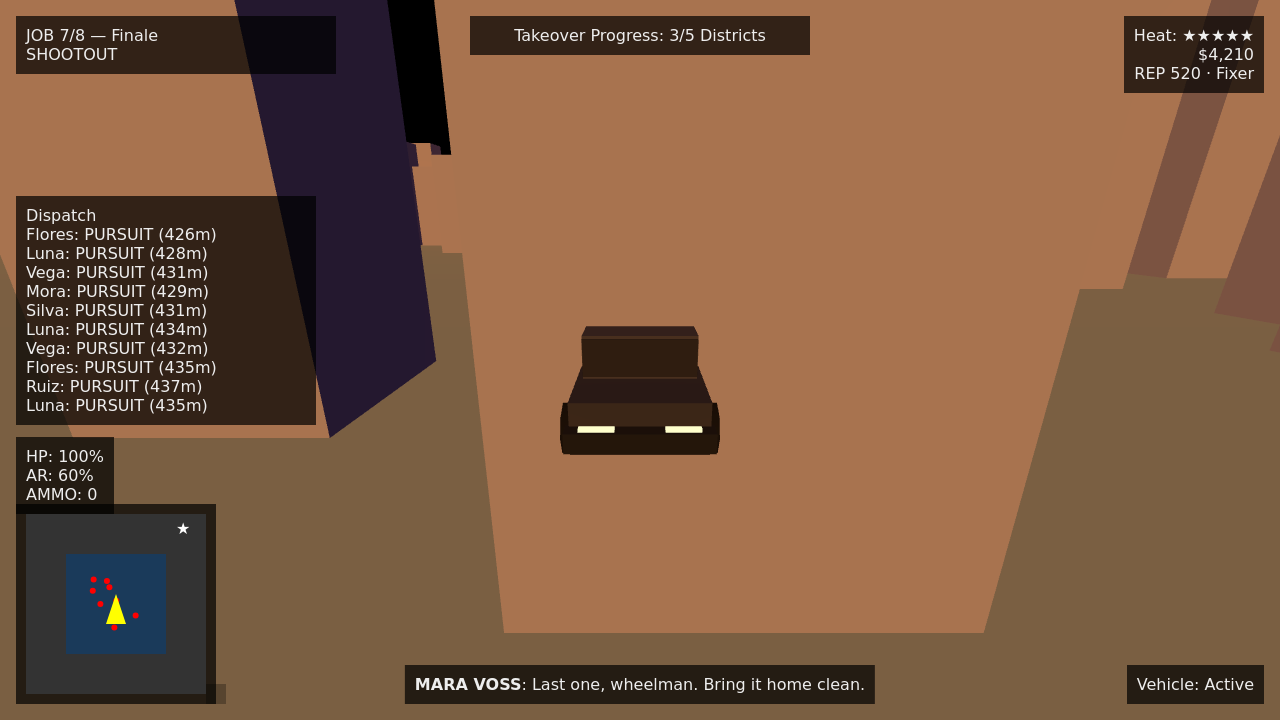 JOB 7/8 — Finale
SHOOTOUT
Takeover Progress: 3/5 Districts
Heat: ★★★★★
$4,210
REP 520 · Fixer
Dispatch
Flores: PURSUIT (426m)
Luna: PURSUIT (428m)
Vega: PURSUIT (431m)
Mora: PURSUIT (429m)
Silva: PURSUIT (431m)
Luna: PURSUIT (434m)
Vega: PURSUIT (432m)
Flores: PURSUIT (435m)
Ruiz: PURSUIT (437m)
Luna: PURSUIT (435m)
HP: 100%
AR: 60%
AMMO: 0
★
MARA VOSS: Last one, wheelman. Bring it home clean.
Vehicle: Active